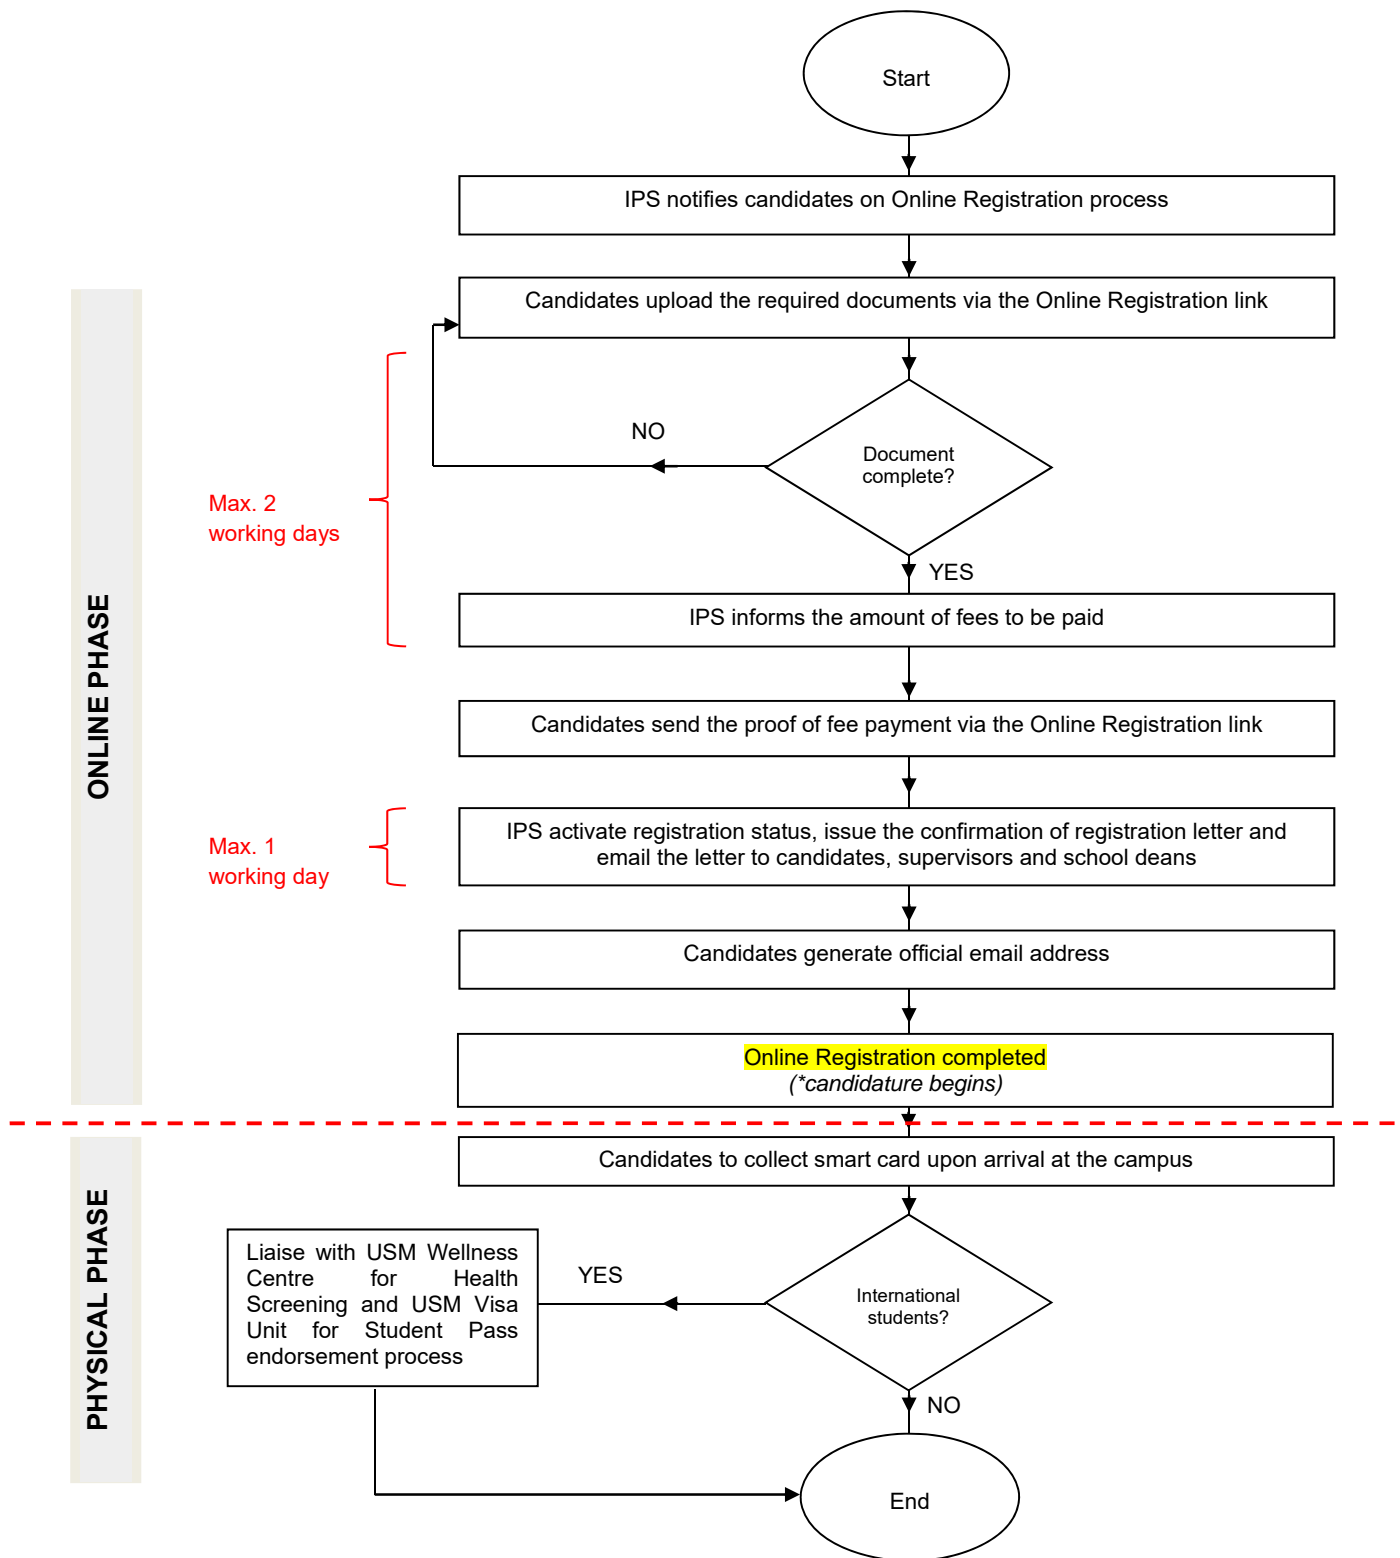 Start
IPS notifies candidates on Online Registration process
Candidates upload the required documents via the Online Registration link
NO
Document
complete?
Max. 2
working days
YES
IPS informs the amount of fees to be paid
ONLINE PHASE
Candidates send the proof of fee payment via the Online Registration link
IPS activate registration status, issue the confirmation of registration letter and
email the letter to candidates, supervisors and school deans
Max. 1
working day
Candidates generate official email address
Online Registration completed
(*candidature begins)
Candidates to collect smart card upon arrival at the campus
PHYSICAL PHASE
Liaise with USM Wellness
Centre for Health
Screening and USM Visa
Unit for Student Pass
endorsement process
YES
International
students?
NO
End